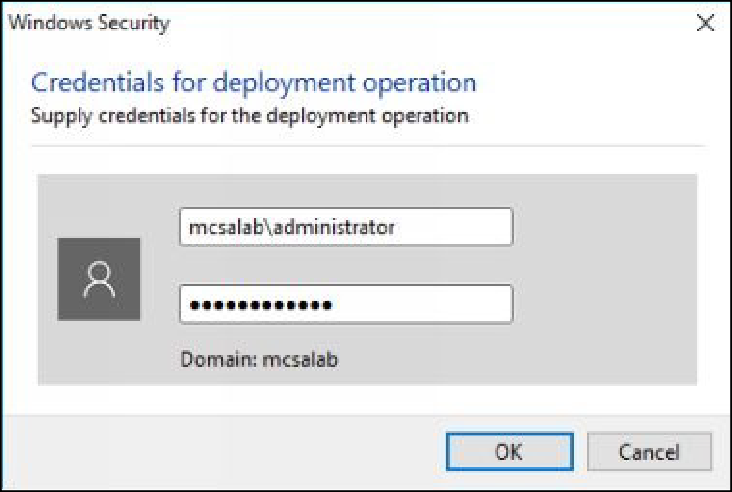 Windows Security
Credentials for deployment operation
Supply credentials for the deployment operation
mcsalab\administrator
●●●●●●●●●●●●
Domain: mcsalab
OK Cancel